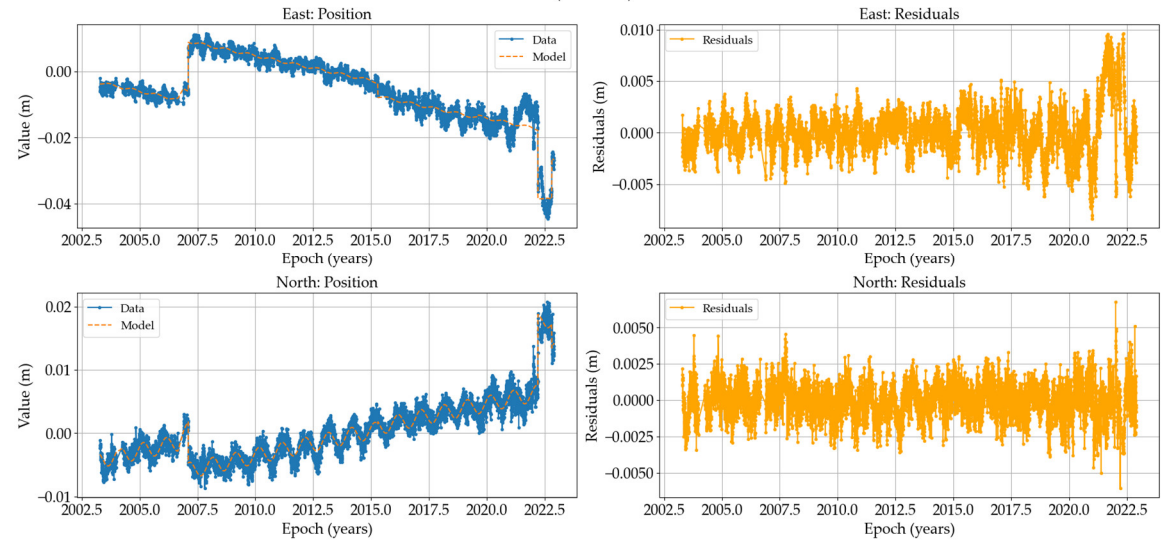 East: Position
Value (m)
0.00
−0.02
−0.04
Data
Model
2002.5 2005.0 2007.5 2010.0 2012.5 2015.0 2017.5 2020.0 2022.5
Epoch (years)
East: Residuals
Residuals (m)
0.010
0.005
0.000
−0.005
Residuals
2002.5 2005.0 2007.5 2010.0 2012.5 2015.0 2017.5 2020.0 2022.5
Epoch (years)
North: Position
Value (m)
0.02
0.01
0.00
−0.01
Data
Model
2002.5 2005.0 2007.5 2010.0 2012.5 2015.0 2017.5 2020.0 2022.5
Epoch (years)
North: Residuals
Residuals (m)
0.0050
0.0025
0.0000
−0.0025
−0.0050
Residuals
2002.5 2005.0 2007.5 2010.0 2012.5 2015.0 2017.5 2020.0 2022.5
Epoch (years)